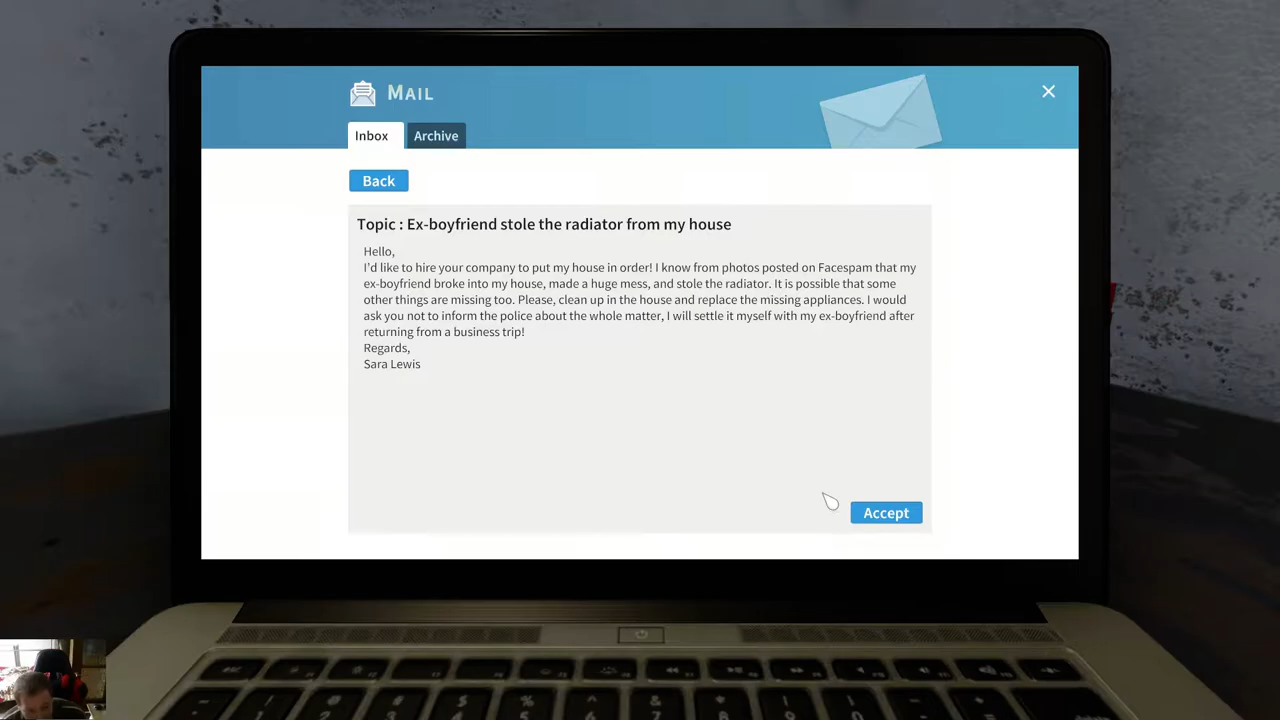 MAIL
Inbox
Archive
Back
Topic : Ex-boyfriend stole the radiator from my house
Hello,
I'd like to hire your company to put my house in order! I know from photos posted on Facespam that my
ex-boyfriend broke into my house, made a huge mess, and stole the radiator. It is possible that some
other things are missing too. Please, clean up in the house and replace the missing appliances. I would
ask you not to inform the police about the whole matter, I will settle it myself with my ex-boyfriend after
returning from a business trip!
Regards,
Sara Lewis
Accept